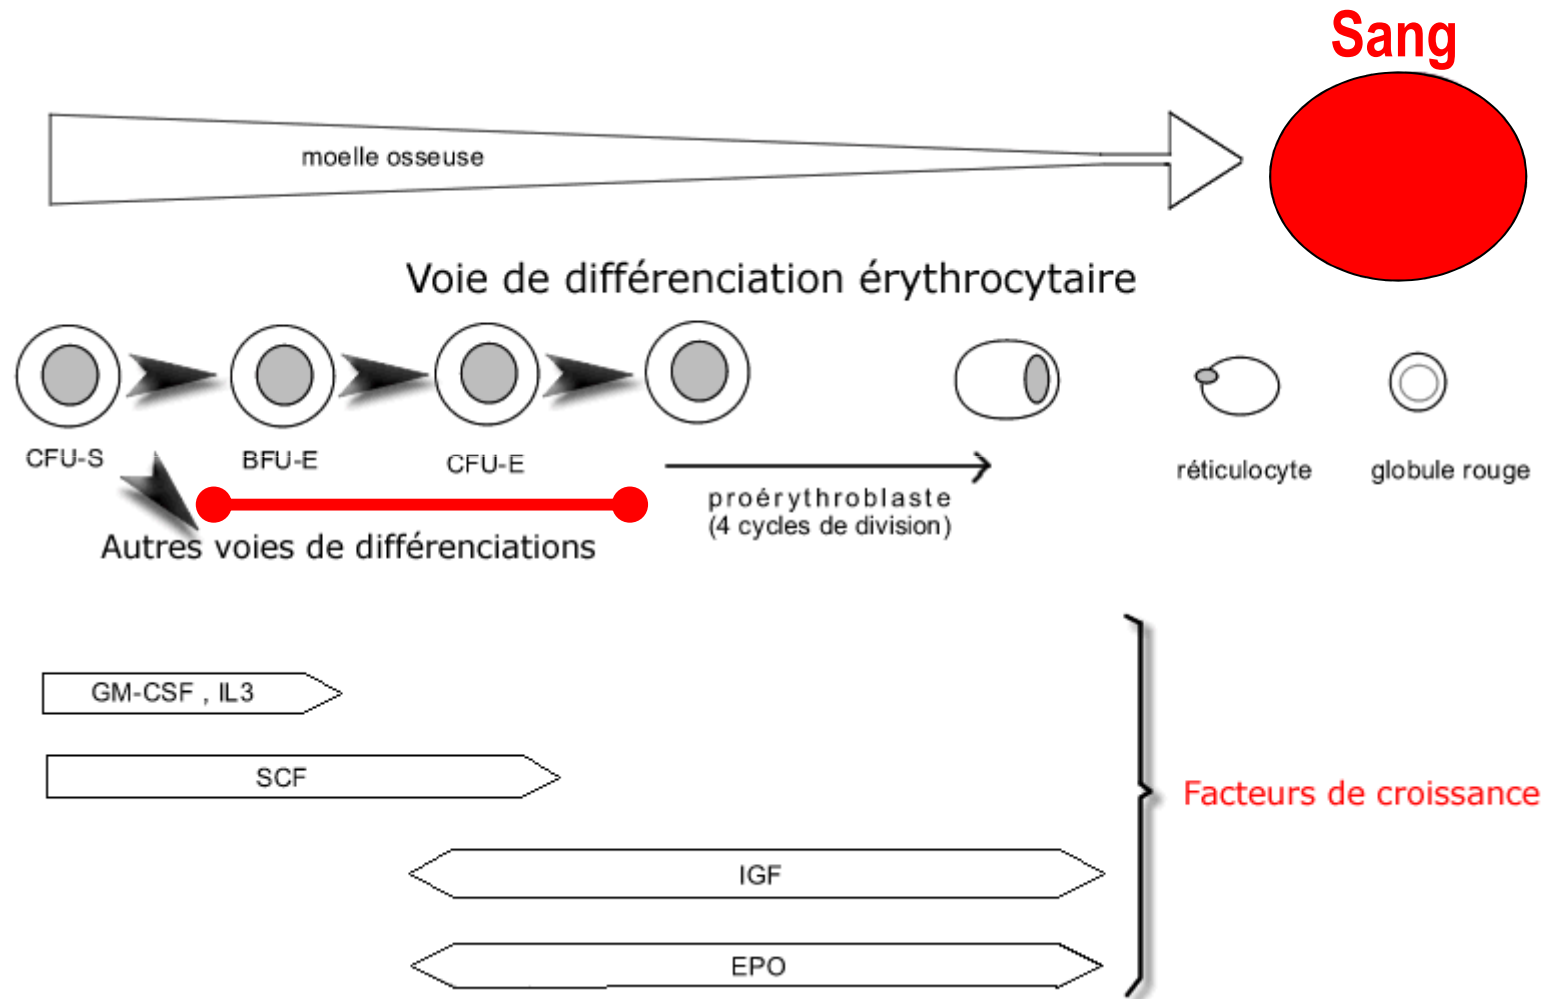 Sang
moelle osseuse
Voie de différenciation érythrocytaire
CFU-S
BFU-E
CFU-E
réticulocyte
globule rouge
proérythroblaste
(4 cycles de division)
Autres voies de différenciations
GM-CSF , IL3
SCF
Facteurs de croissance
IGF
EPO